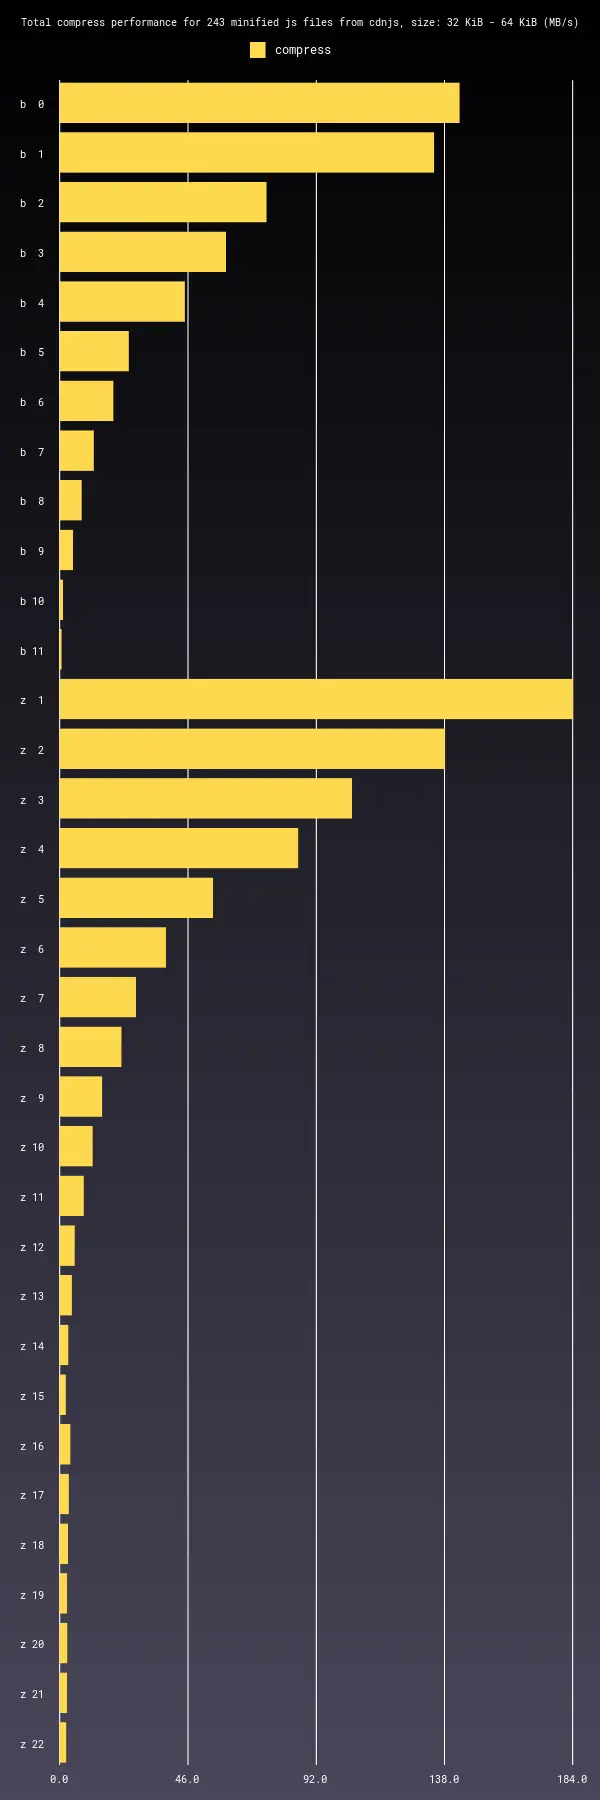 Total compress performance for 243 minified js files from cdnjs, size: 32 KiB - 64 KiB (MB/s)
compress
b 0
b 1
b 2
b 3
b 4
b 5
b 6
b 7
b 8
b 9
b 10
b 11
z 1
z 2
z 3
z 4
z 5
z 6
z 7
z 8
z 9
z 10
z 11
z 12
z 13
z 14
z 15
z 16
z 17
z 18
z 19
z 20
z 21
z 22
0.0 46.0 92.0 138.0 184.0